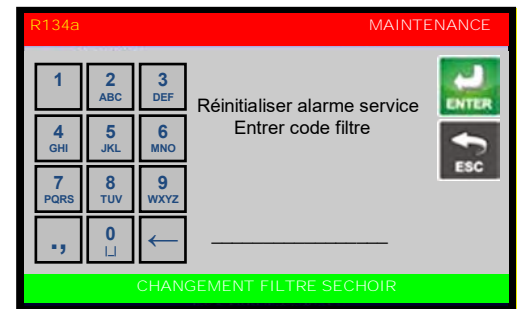 R134a MAINTENANCE
1 2 3
ABC DEF
Réinitialiser alarme service
ENTER
4 5 6
GHI JKL MNO
Entrer code filtre
ESC
7 8 9
PQRS TUV WXYZ
., 0 ←
CHANGEMENT FILTRE SECHOIR